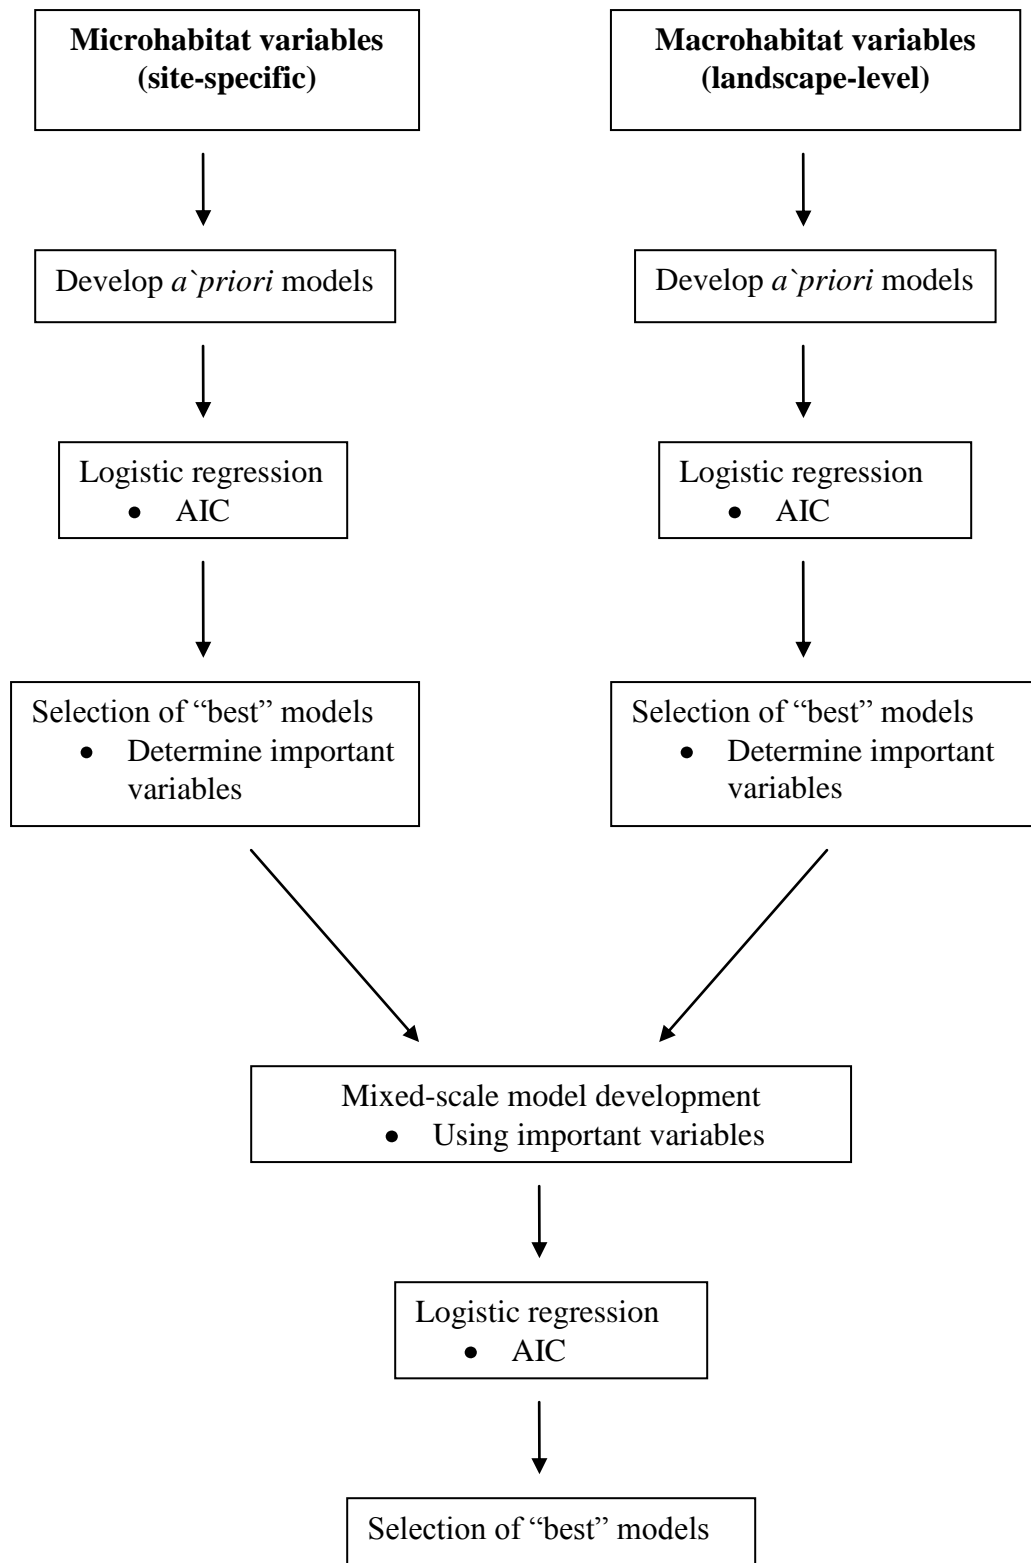 Microhabitat variables
(site-specific)
Macrohabitat variables
(landscape-level)
Develop a`priori models
Develop a`priori models
Logistic regression
• AIC
Logistic regression
• AIC
Selection of “best” models
• Determine important
variables
Selection of “best” models
• Determine important
variables
Mixed-scale model development
• Using important variables
Logistic regression
• AIC
Selection of “best” models